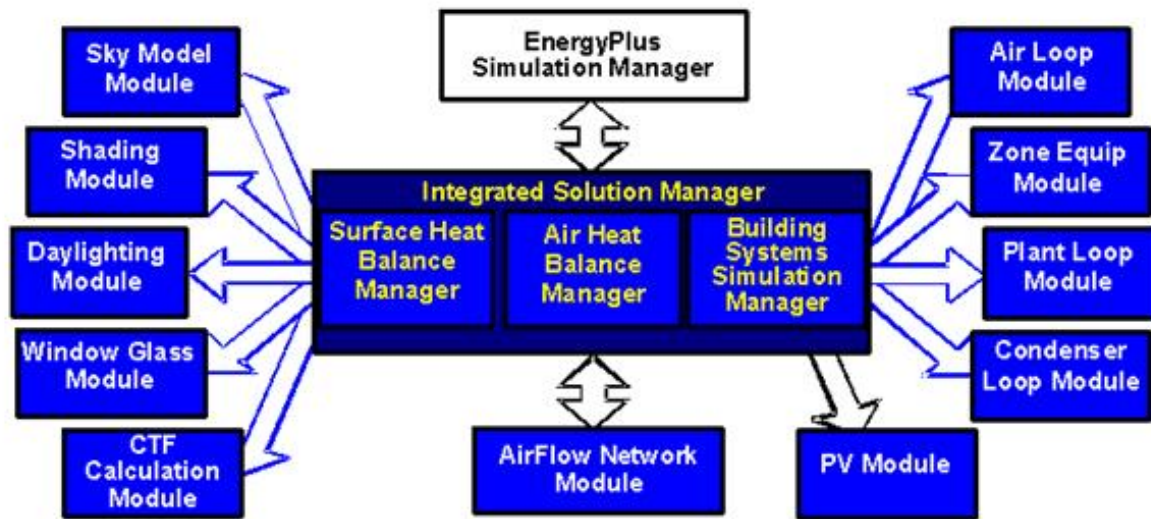 EnergyPlus
Simulation Manager
Sky Model
Module
Shading
Module
Daylighting
Module
Window Glass
Module
CTF
Calculation
Module
Integrated Solution Manager
Surface Heat
Balance
Manager
Air Heat
Balance
Manager
Building
Systems
Simulation
Manager
Air Loop
Module
Zone Equip
Module
Plant Loop
Module
Condenser
Loop Module
AirFlow Network
Module
PV Module